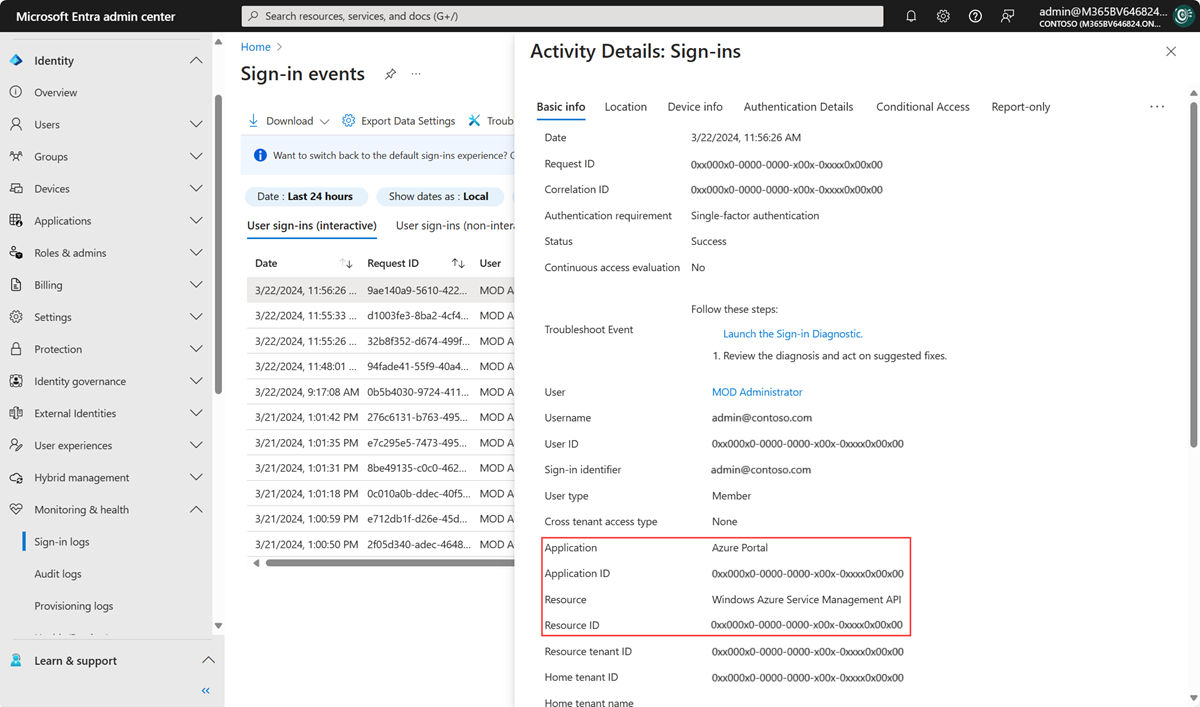 Microsoft Entra admin center
Search resources, services, and docs (G+/)
admin@M365BV646824...
CONTOSO (M365BV646824.ON...
Identity
Overview
Users
Groups
Devices
Applications
Roles & admins
Billing
Settings
Protection
Identity governance
External Identities
User experiences
Hybrid management
Monitoring & health
Sign-in logs
Audit logs
Provisioning logs
Learn & support
Home
Sign-in events
Download
Export Data Settings
Troub
Want to switch back to the default sign-ins experience? C
Date : Last 24 hours
Show dates as : Local
User sign-ins (interactive)
User sign-ins (non-inter
Date Request ID User
3/22/2024, 11:56:26 ... 9ae140a9-5610-422... MOD A
3/22/2024, 11:55:33 ... d1003fe3-8ba2-4cf4... MOD A
3/22/2024, 11:55:26 ... 32b8f352-d674-499f... MOD A
3/22/2024, 11:48:01 ... 94fade41-55f9-40a4... MOD A
3/22/2024, 9:17:08 AM 0b5b4030-9724-411... MOD A
3/21/2024, 1:01:42 PM 276c6131-b763-495... MOD A
3/21/2024, 1:01:35 PM e7c295e5-7473-495... MOD A
3/21/2024, 1:01:31 PM 8be49135-c0c0-462... MOD A
3/21/2024, 1:01:18 PM 0c010a0b-ddec-40f5... MOD A
3/21/2024, 1:00:59 PM e712db1f-d26e-45d... MOD A
3/21/2024, 1:00:50 PM 2f05d340-adec-4648... MOD A
Activity Details: Sign-ins
Basic info Location Device info Authentication Details Conditional Access Report-only
Date 3/22/2024, 11:56:26 AM
Request ID 0xx000x0-0000-0000-x00x-0xxxx0x00x00
Correlation ID 0xx000x0-0000-0000-x00x-0xxxx0x00x00
Authentication requirement Single-factor authentication
Status Success
Continuous access evaluation No
Follow these steps:
Troubleshoot Event
Launch the Sign-in Diagnostic.
1. Review the diagnosis and act on suggested fixes.
User MOD Administrator
Username admin@contoso.com
User ID 0xx000x0-0000-0000-x00x-0xxxx0x00x00
Sign-in identifier admin@contoso.com
User type Member
Cross tenant access type None
Application Azure Portal
Application ID 0xx000x0-0000-0000-x00x-0xxxx0x00x00
Resource Windows Azure Service Management API
Resource ID 0xx000x0-0000-0000-x00x-0xxxx0x00x00
Resource tenant ID 0xx000x0-0000-0000-x00x-0xxxx0x00x00
Home tenant ID 0xx000x0-0000-0000-x00x-0xxxx0x00x00
Home tenant name